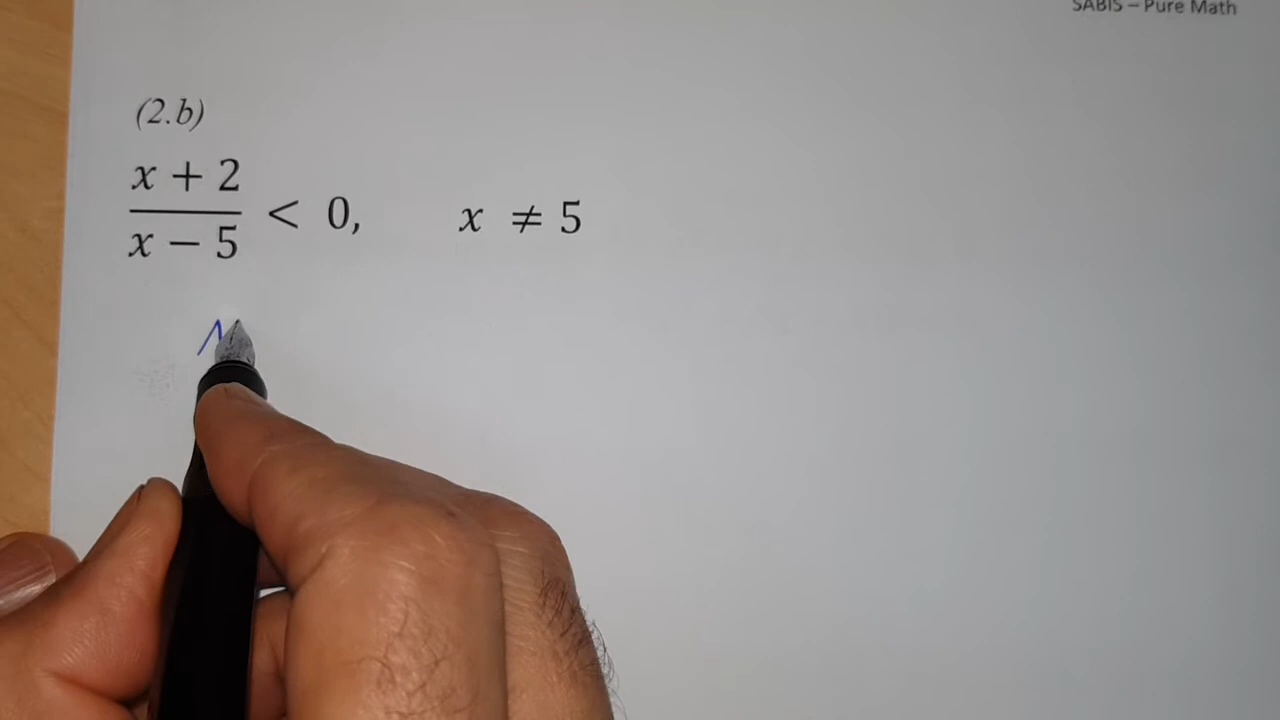 SABIS – Pure Math
(2.b)
x + 2
x − 5
< 0, x ≠ 5